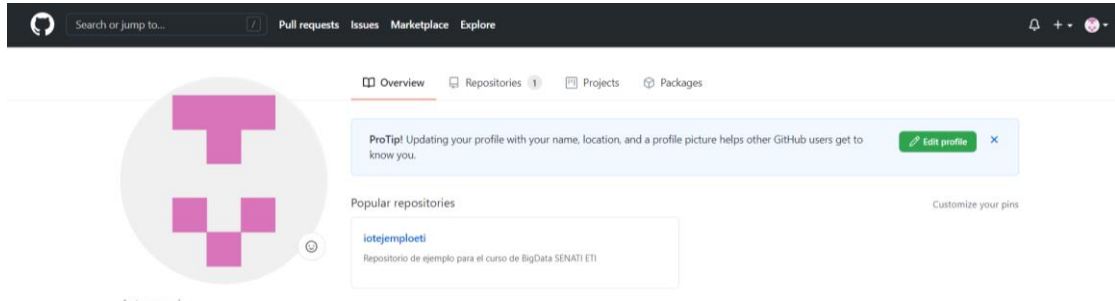 Search or jump to... /
Pull requests Issues Marketplace Explore
Overview Repositories 1 Projects Packages
ProTip! Updating your profile with your name, location, and a profile picture helps other GitHub users get to
know you.
Edit profile
Popular repositories
Customize your pins
iotejemploeti
Repositorio de ejemplo para el curso de BigData SENATI ETI